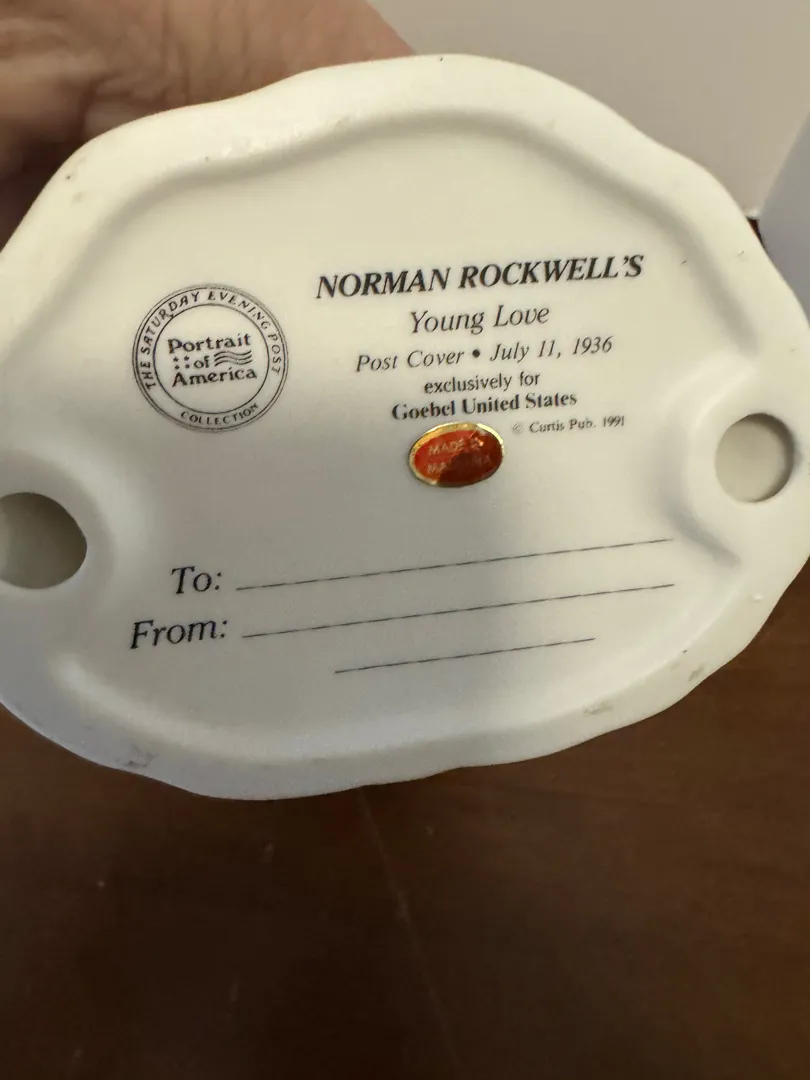 THE SATURDAY EVENING POST
Portrait
of
America
COLLECTION
NORMAN ROCKWELL'S
Young Love
Post Cover • July 11, 1936
exclusively for
Goebel United States
© Curtis Pub. 1991
MADE
To:
From: